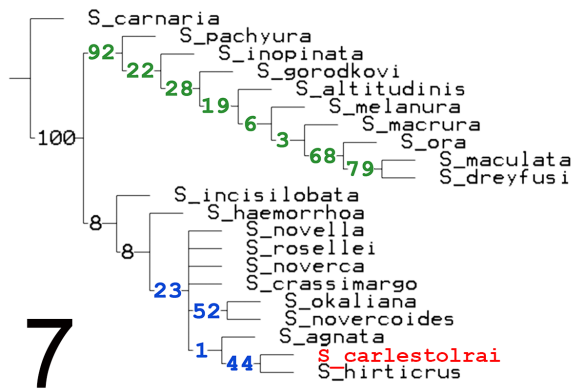 S_carnaria
S_pachyura
92
S_inopinata
22
S_gorodkovi
28
S_altitudinis
19
S_melanura
6
S_macrura
3
100
S_ora
68
S_maculata
79
S_dreyfusi
S_incisilobata
S_haemorrhoa
8
S_novella
8
S_rosellei
S_noverca
S_crassimargo
23
S_okaliana
52
S_novercoides
S_agnata
1
S_carlestolrai
44
S_hirticrus
7